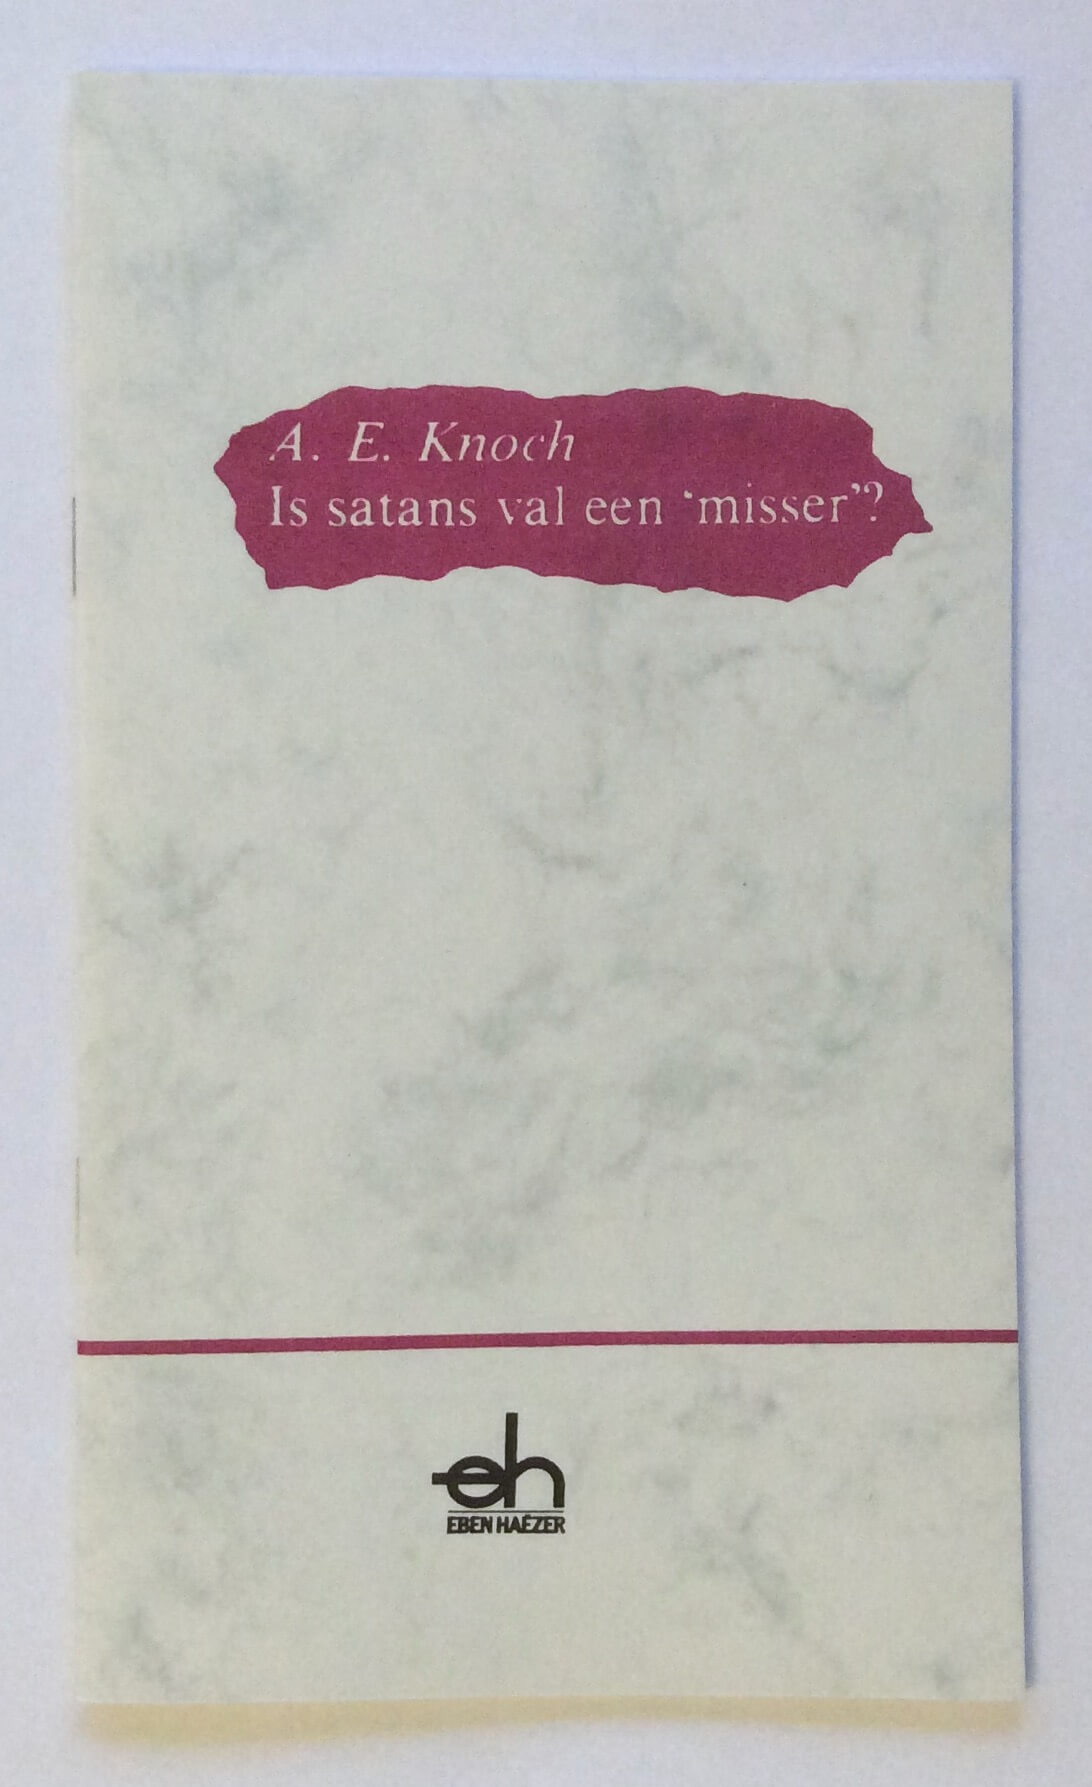 A. E. Knoch
Is satans val een ‘misser’?
eh
EBEN HAËZER